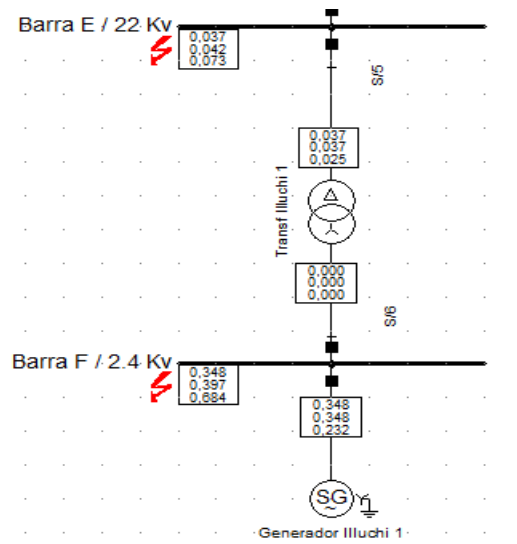 Barra E / 22 Kv
0,037
0,042
0,073
S/5
0,037
0,037
0,025
Transf Illuchi 1
0,000
0,000
0,000
S/6
Barra F / 2.4 Kv
0,348
0,397
0,684
0,348
0,348
0,232
SG
~
Generador Illuchi 1